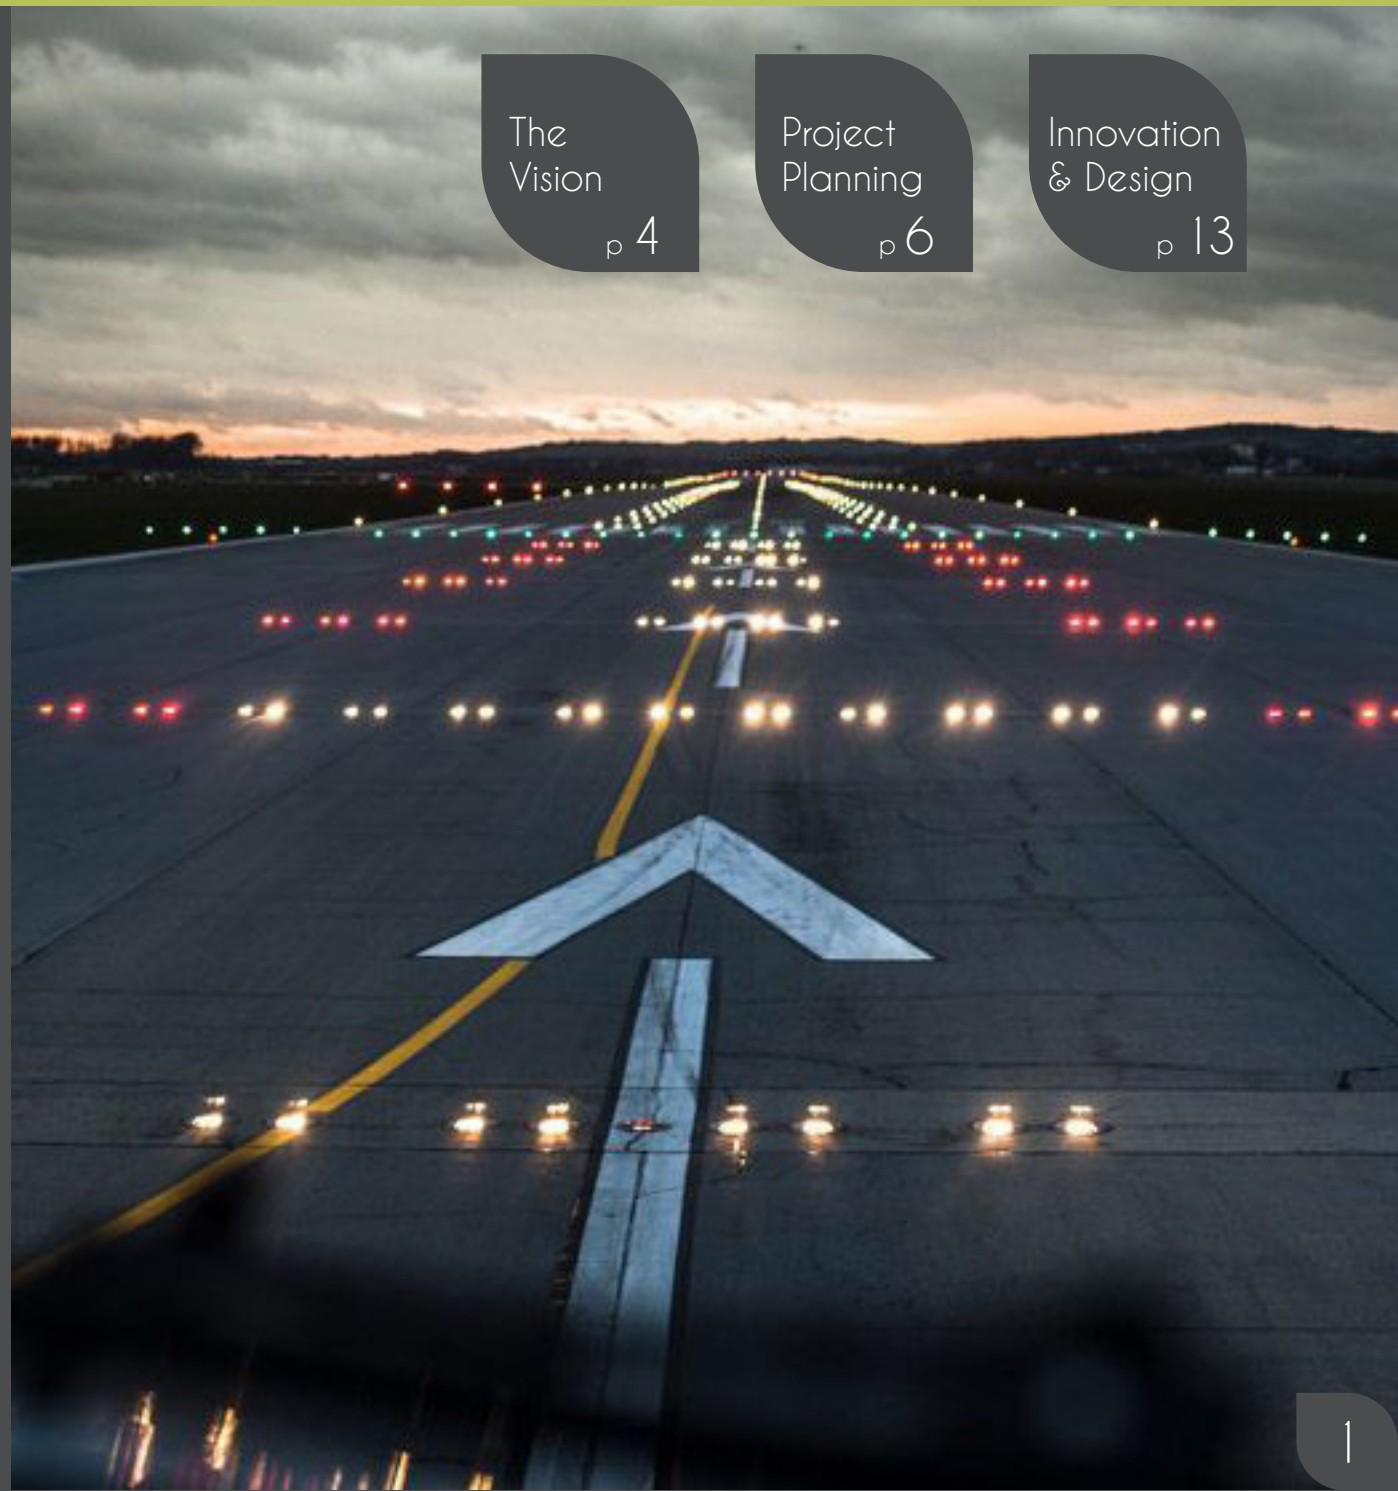 The
Vision
p 4
Project
Planning
p 6
Innovation
& Design
p 13
1